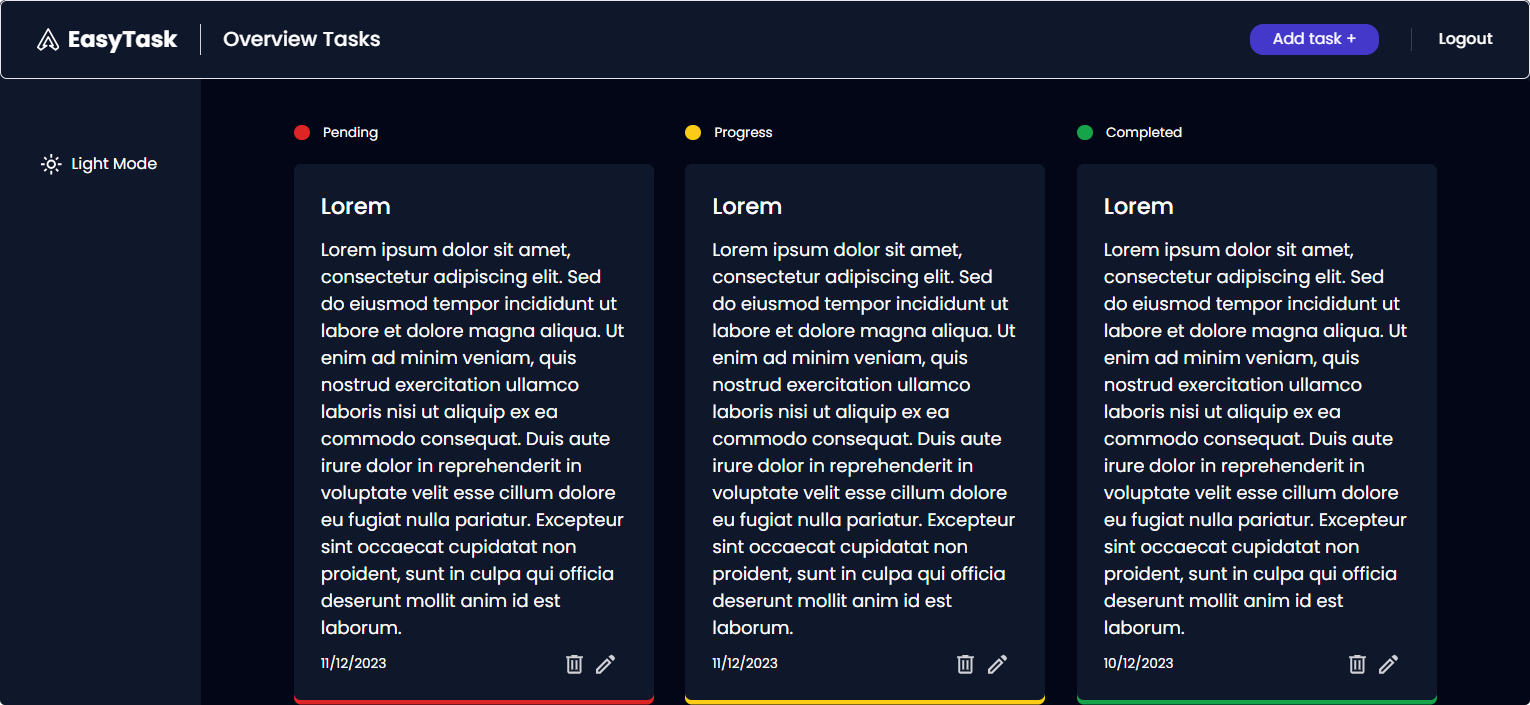 EasyTask
Overview Tasks
Add task +
Logout
Light Mode
Pending
Lorem
Lorem ipsum dolor sit amet,
consectetur adipiscing elit. Sed
do eiusmod tempor incididunt ut
labore et dolore magna aliqua. Ut
enim ad minim veniam, quis
nostrud exercitation ullamco
laboris nisi ut aliquip ex ea
commodo consequat. Duis aute
irure dolor in reprehenderit in
voluptate velit esse cillum dolore
eu fugiat nulla pariatur. Excepteur
sint occaecat cupidatat non
proident, sunt in culpa qui officia
deserunt mollit anim id est
laborum.
11/12/2023
Progress
Lorem
Lorem ipsum dolor sit amet,
consectetur adipiscing elit. Sed
do eiusmod tempor incididunt ut
labore et dolore magna aliqua. Ut
enim ad minim veniam, quis
nostrud exercitation ullamco
laboris nisi ut aliquip ex ea
commodo consequat. Duis aute
irure dolor in reprehenderit in
voluptate velit esse cillum dolore
eu fugiat nulla pariatur. Excepteur
sint occaecat cupidatat non
proident, sunt in culpa qui officia
deserunt mollit anim id est
laborum.
11/12/2023
Completed
Lorem
Lorem ipsum dolor sit amet,
consectetur adipiscing elit. Sed
do eiusmod tempor incididunt ut
labore et dolore magna aliqua. Ut
enim ad minim veniam, quis
nostrud exercitation ullamco
laboris nisi ut aliquip ex ea
commodo consequat. Duis aute
irure dolor in reprehenderit in
voluptate velit esse cillum dolore
eu fugiat nulla pariatur. Excepteur
sint occaecat cupidatat non
proident, sunt in culpa qui officia
deserunt mollit anim id est
laborum.
10/12/2023